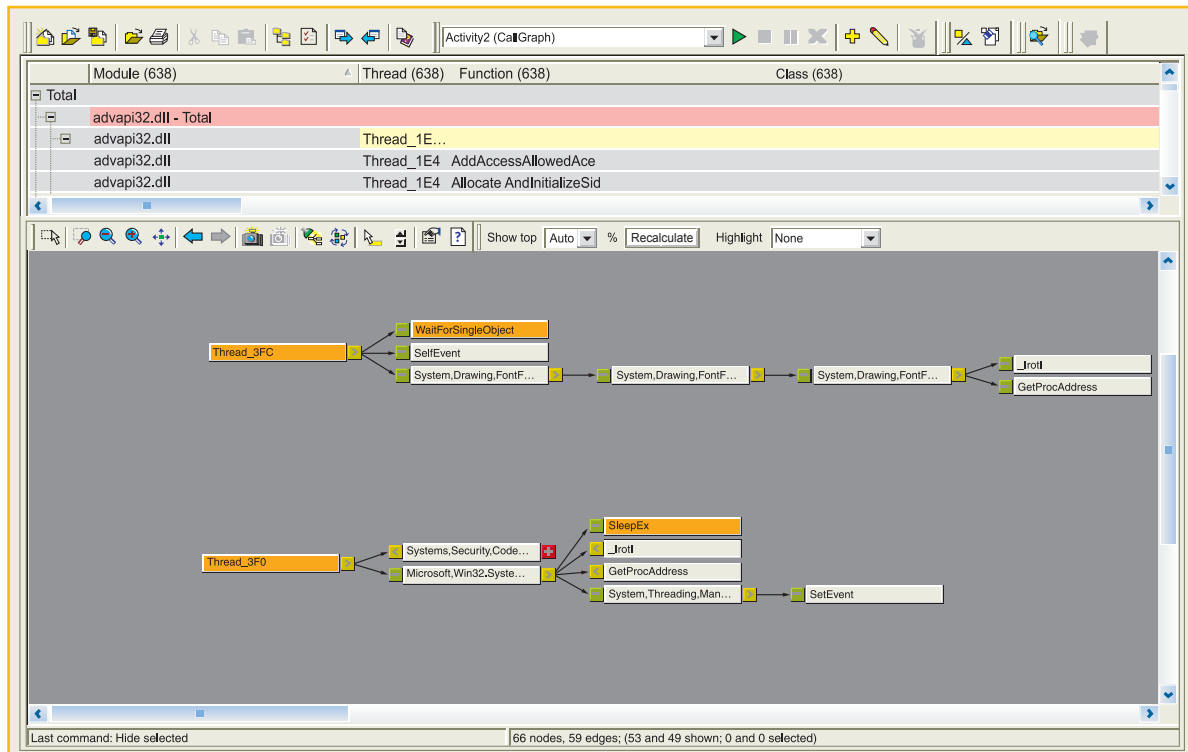 Activity2 (CallGraph)
Module (638) Thread (638) Function (638) Class (638)
Total
advapi32.dll - Total
advapi32.dll Thread_1E...
advapi32.dll Thread_1E4 AddAccessAllowedAce
advapi32.dll Thread_1E4 Allocate AndInitializeSid
Show top Auto % Recalculate Highlight None
WaitForSingleObject
Thread_3FC
SelfEvent
System,Drawing,FontF...
System,Drawing,FontF...
System,Drawing,FontF...
_lrotl
GetProcAddress
SleepEx
Thread_3F0
Systems,Security,Code...
_lrotl
Microsoft,Win32.Syste...
GetProcAddress
System,Threading,Man...
SetEvent
Last command: Hide selected
66 nodes, 59 edges; (53 and 49 shown; 0 and 0 selected)